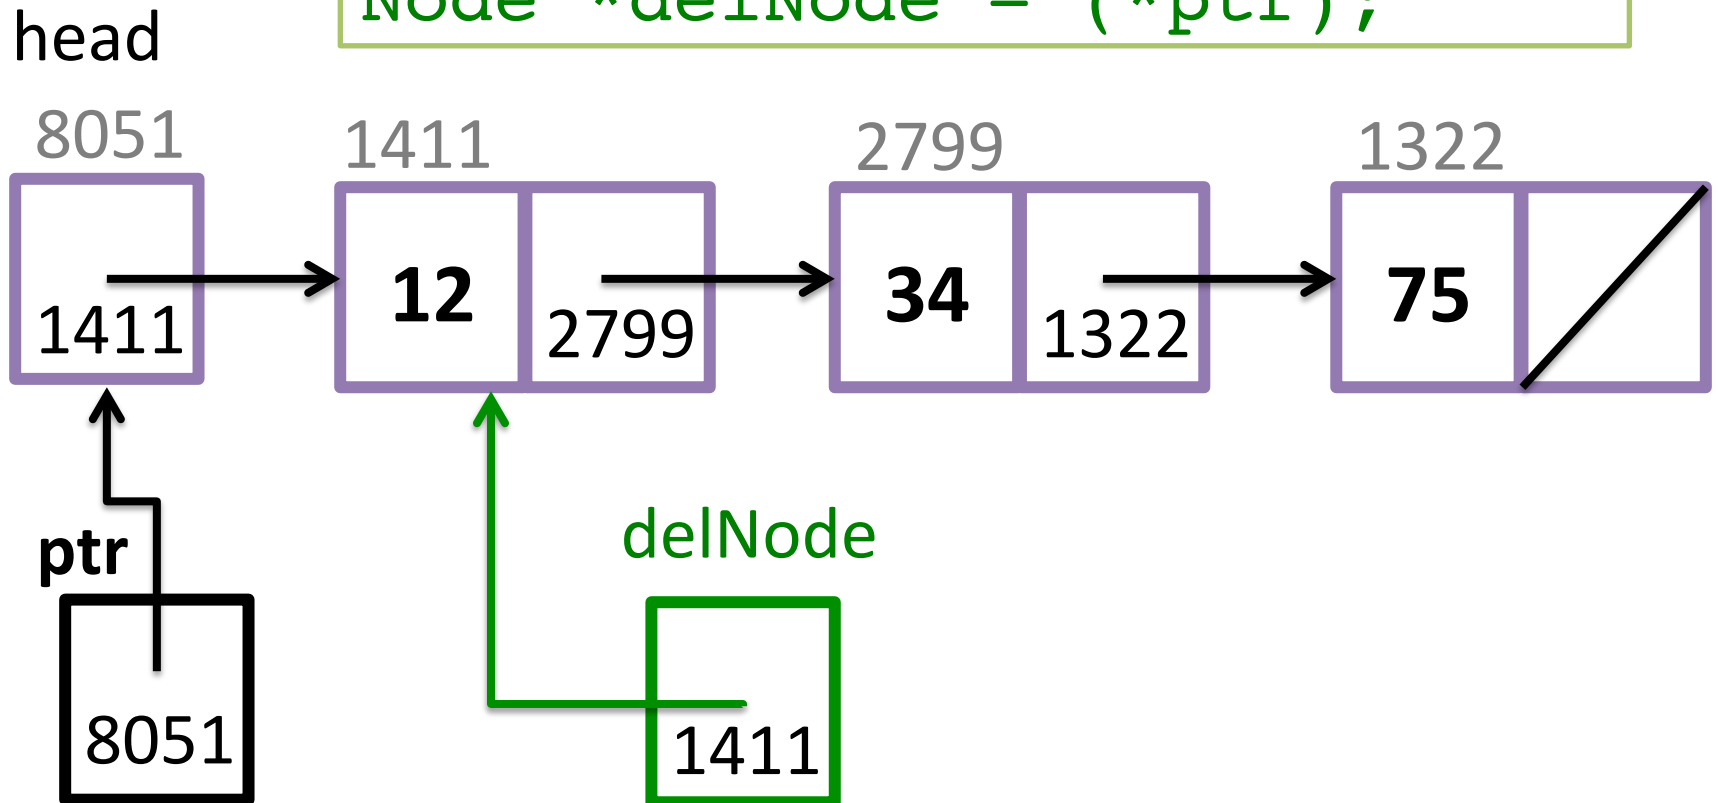 Node *delNode = (*ptr);
head
8051 1411 2799 1322
12 34 75
1411 2799 1322
ptr
delNode
8051
1411